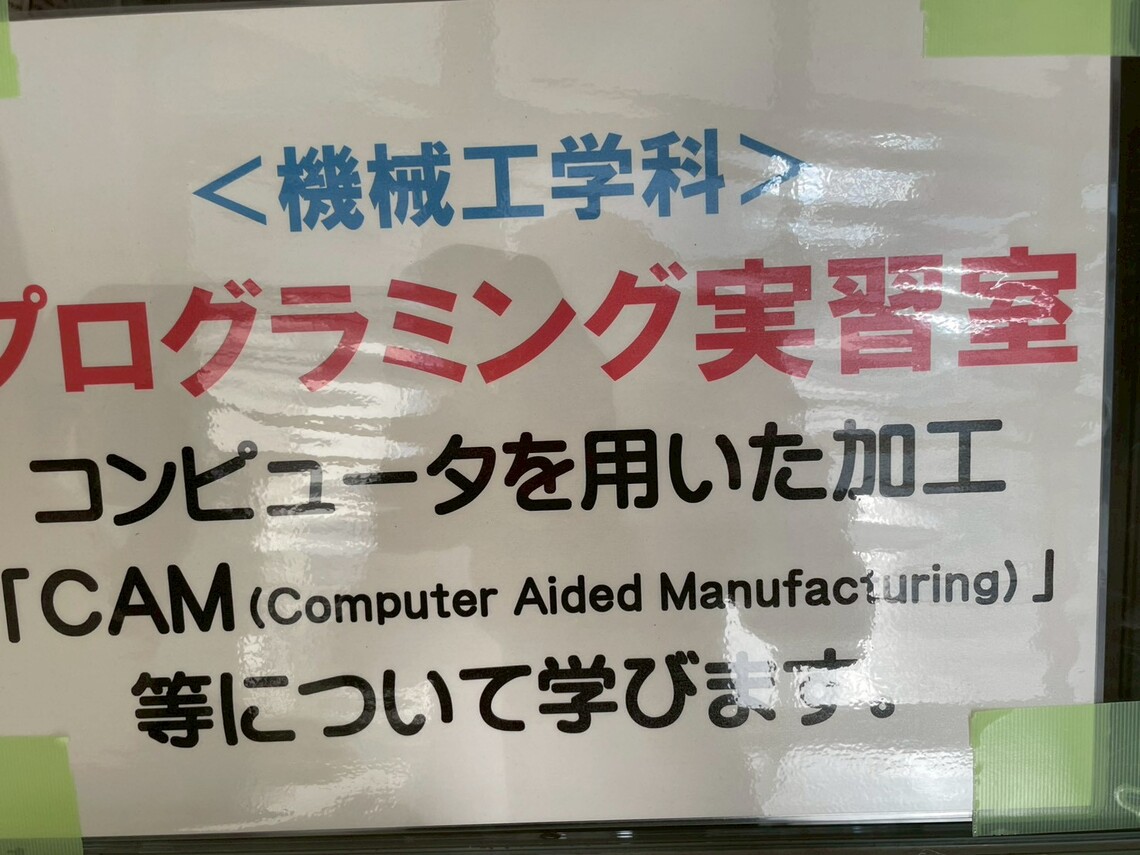 ＜機械工学科＞
プログラミング実習室
コンピュータを用いた加工
「CAM(Computer Aided Manufacturing)」
等について学びます。